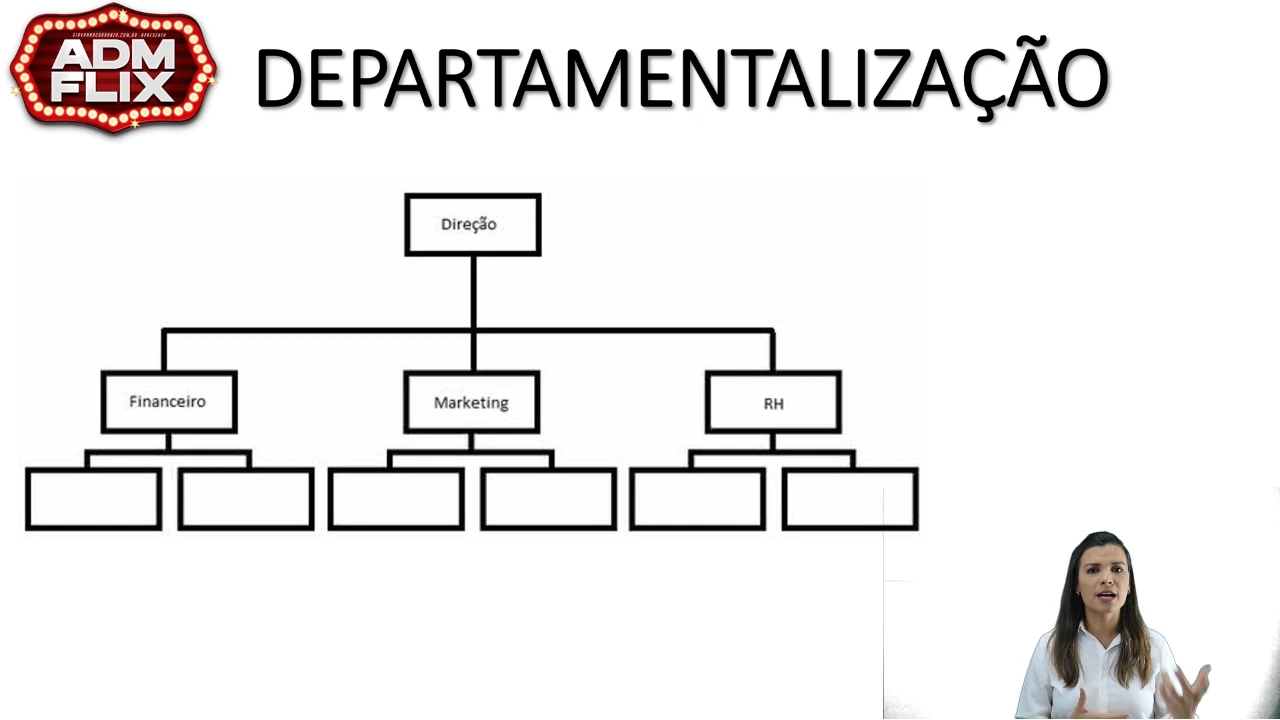 ADM
FLIX
DEPARTAMENTALIZAÇÃO
Direção
Financeiro
Marketing
RH